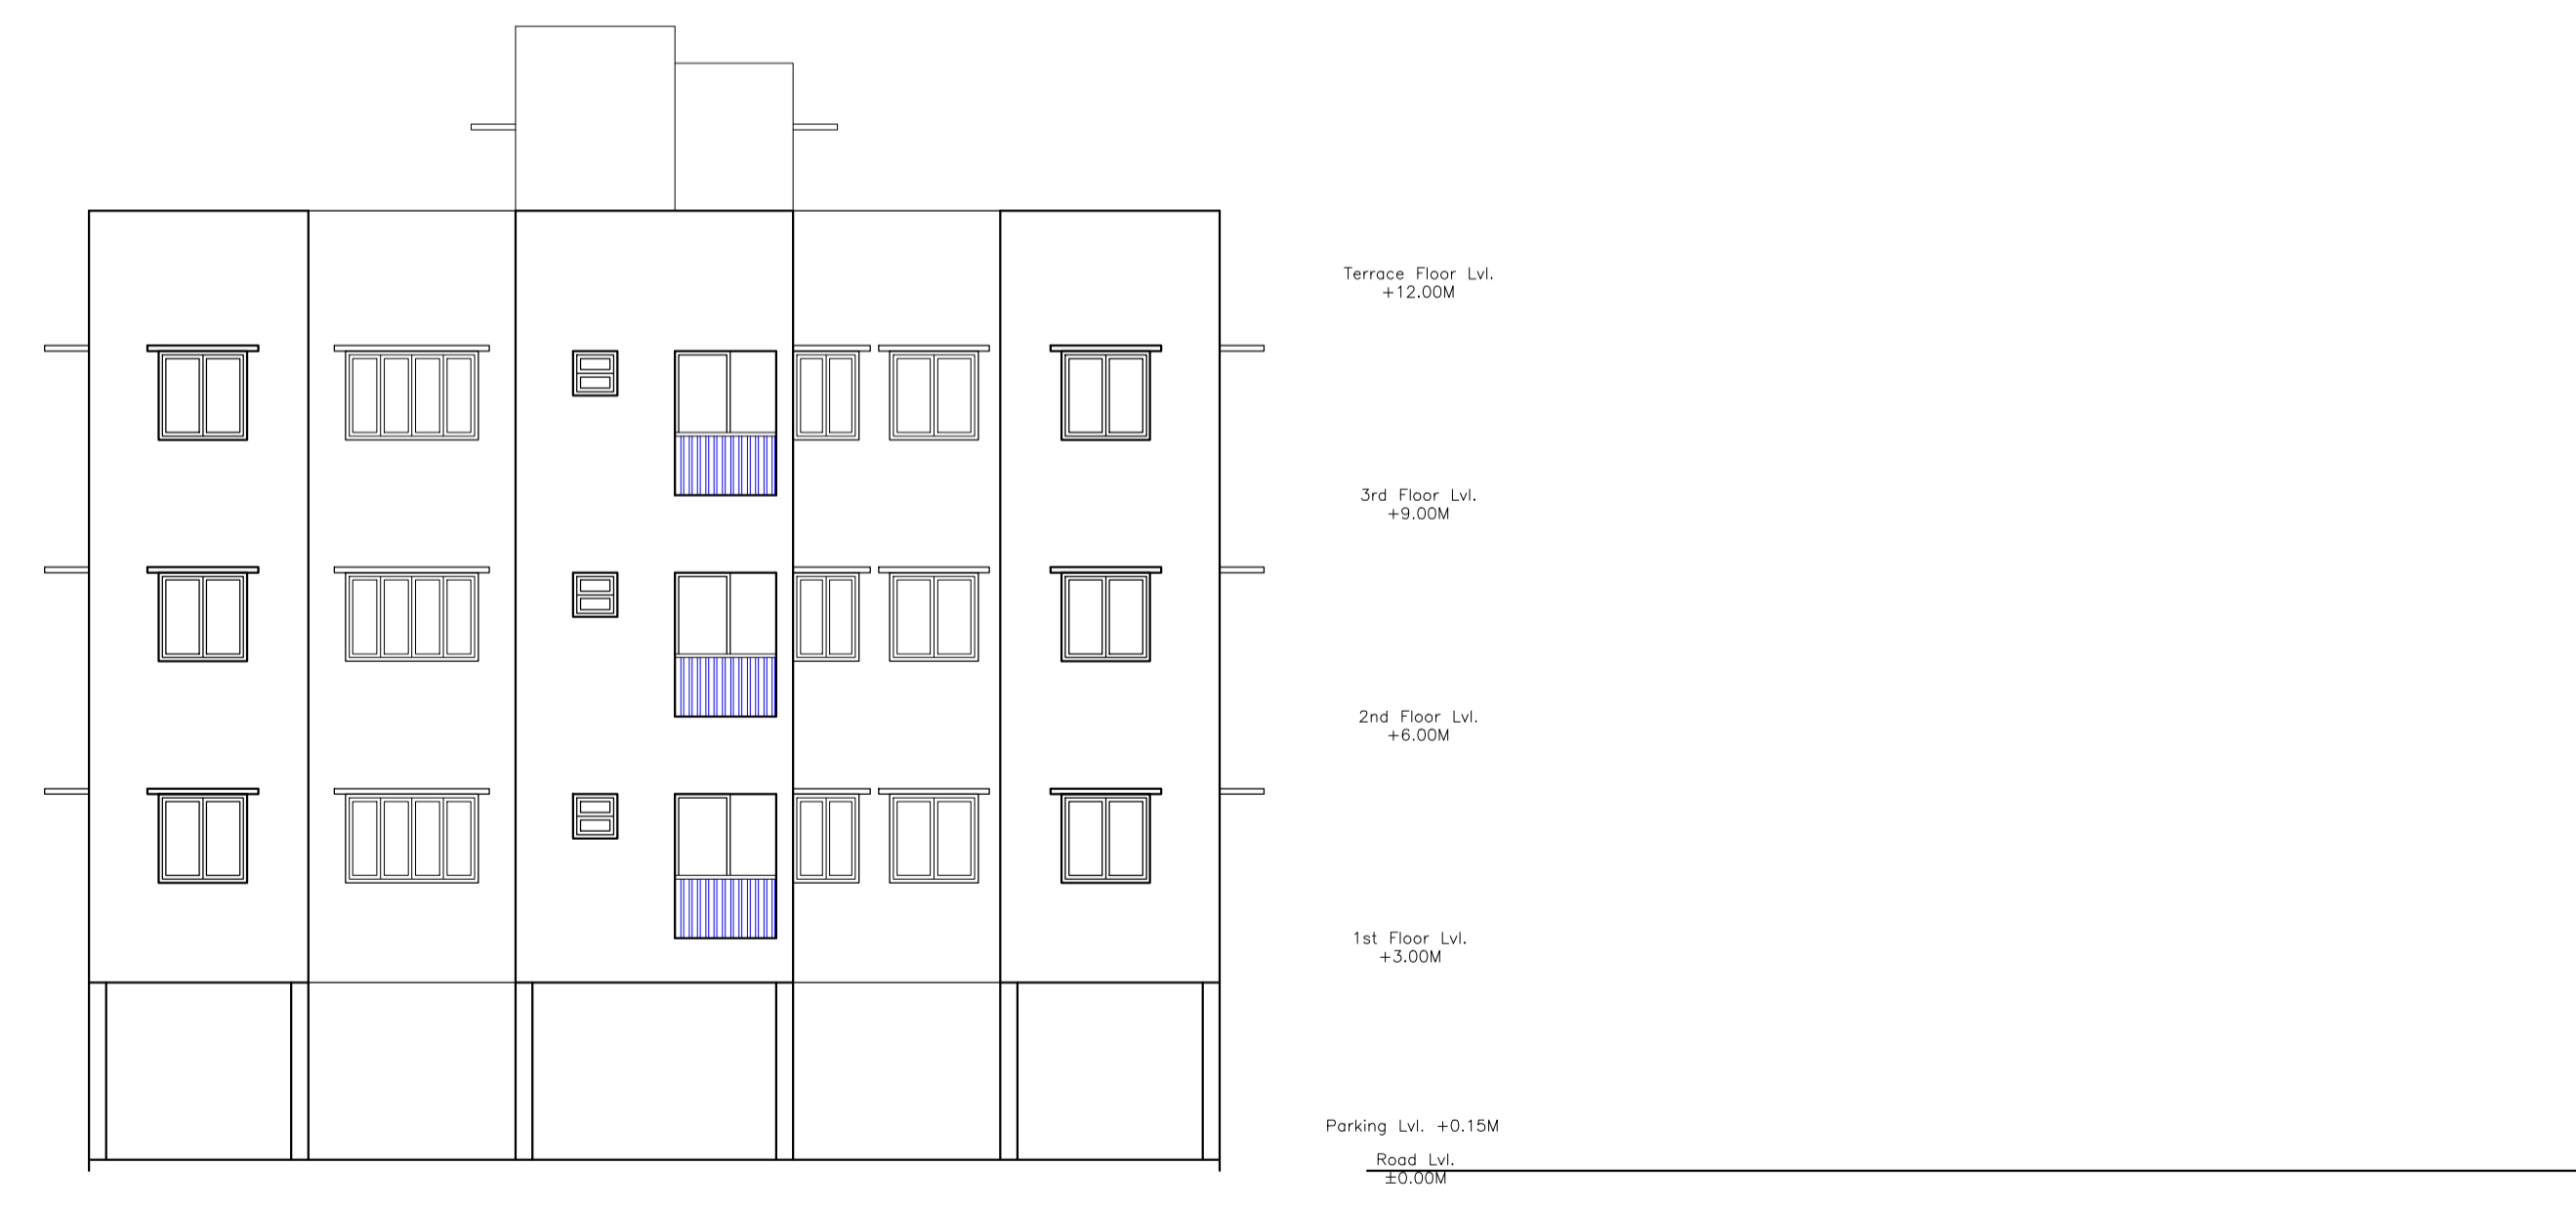 Terrace Floor Lvl.
+12.00M
3rd Floor Lvl.
+9.00M
2nd Floor Lvl.
+6.00M
1st Floor Lvl.
+3.00M
Parking Lvl. +0.15M
Road Lvl.
±0.00M